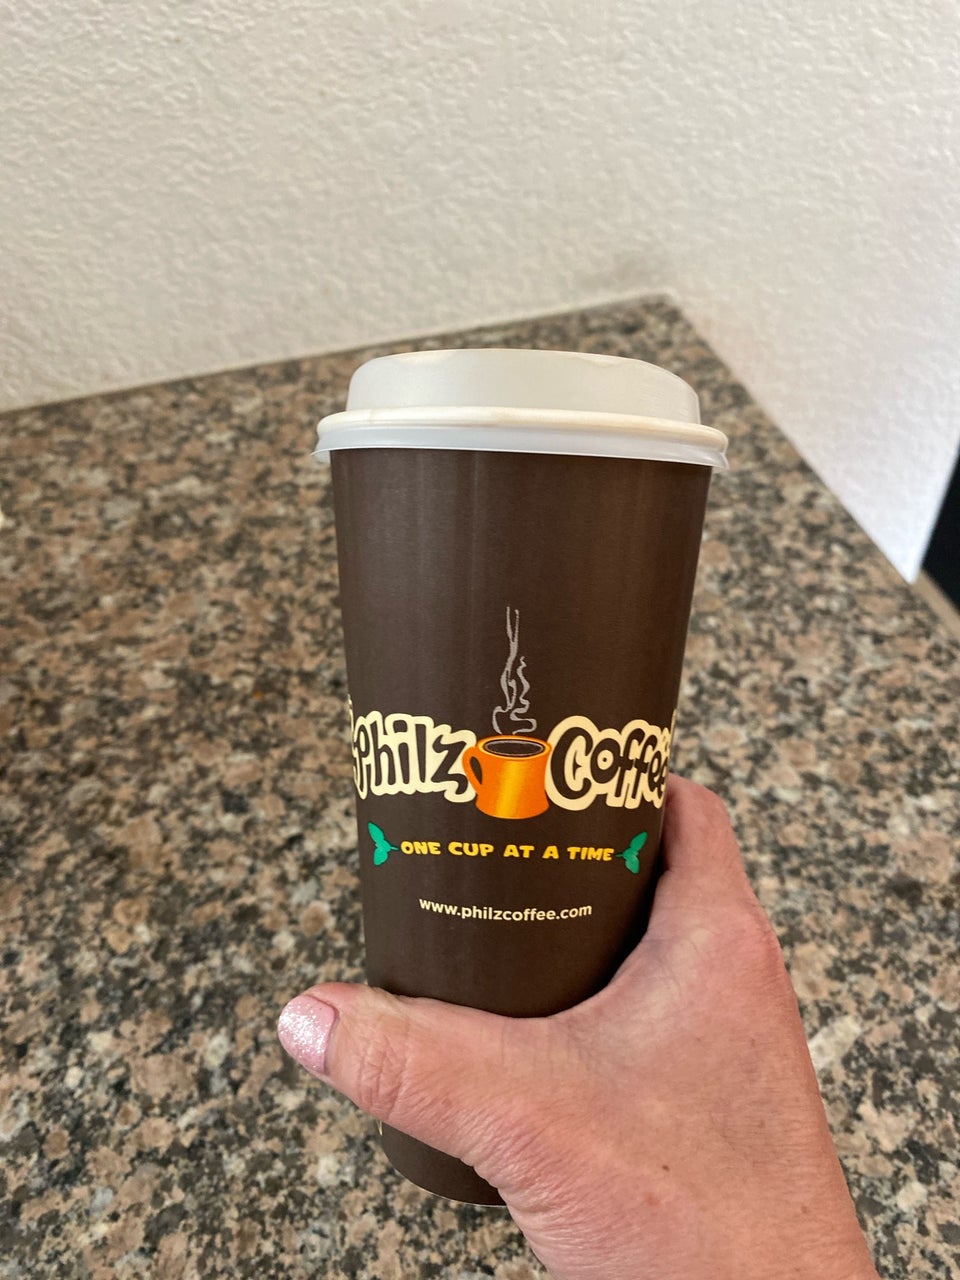 Philz Coffee
ONE CUP AT A TIME
www.philzcoffee.com